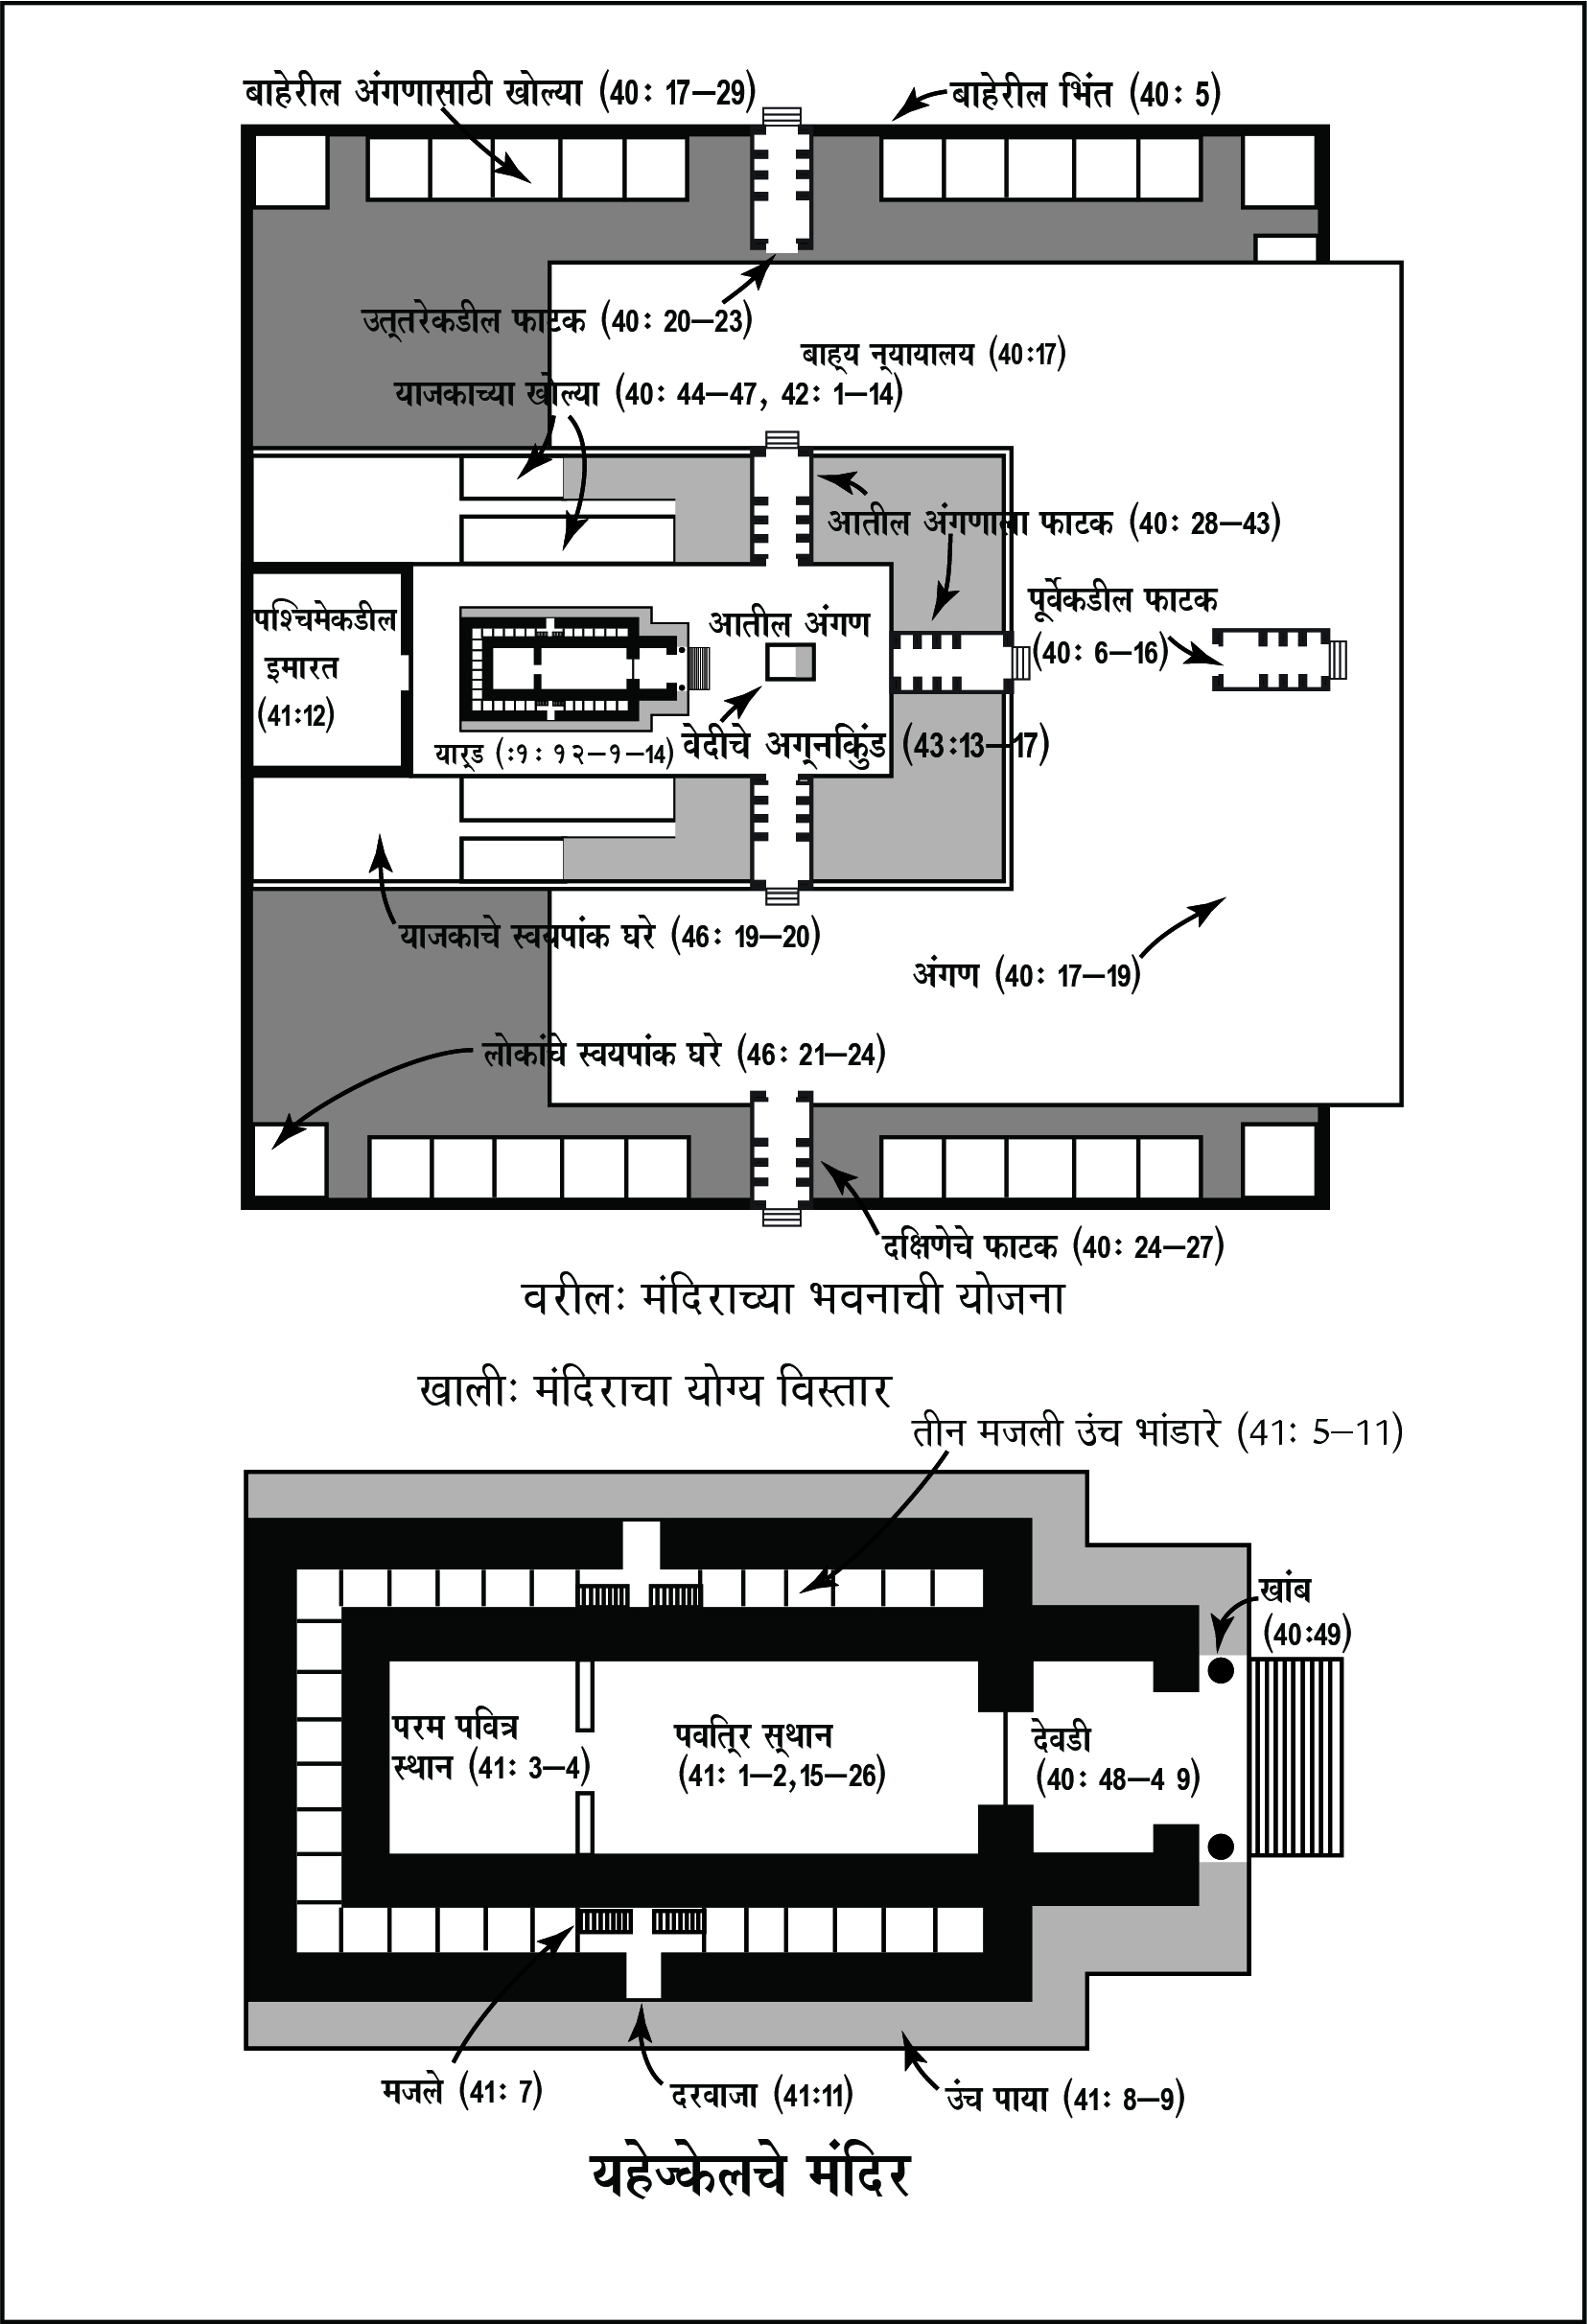 बाहेरील अंगणासाठी खोल्या (40: 17–29)
बाहेरील भिंत (40: 5)
उत्‌तरेकडील फाटक (40: 20–23)
बाह्‌य न्‌यायालय (40:17)
याजकाच्या खोल्या (40: 44–47, 42: 1–14)
आतील अंगणाला फाटक (40: 28–43)
पूर्वेकडील फाटक
(40: 6–16)
पश्चिमेकडील
इमारत
(41:12)
आतील अंगण
यार्‌ड (:१: १२–१–14)
वेदीचे अग्‌नकिुंड (43:13–17)
याजकाचे स्वयपांक घरे (46: 19–20)
अंगण (40: 17–19)
लोकांचे स्वयपांक घरे (46: 21–24)
दक्षिणेचे फाटक (40: 24–27)
वरील: मंदिराच्या भवनाची योजना
खाली: मंदिराचा योग्य विस्तार
तीन मजली उंच भांडारे (41: 5–11)
खांब
(40:49)
परम पवित्र
स्थान (41: 3–4)
पवति्‌र स्‌थान
(41: 1–2,15–26)
देवडी
(40: 48–4 9)
मजले (41: 7)
दरवाजा (41:11)
उंच पाया (41: 8–9)
यहेज्केलचे मंदिर